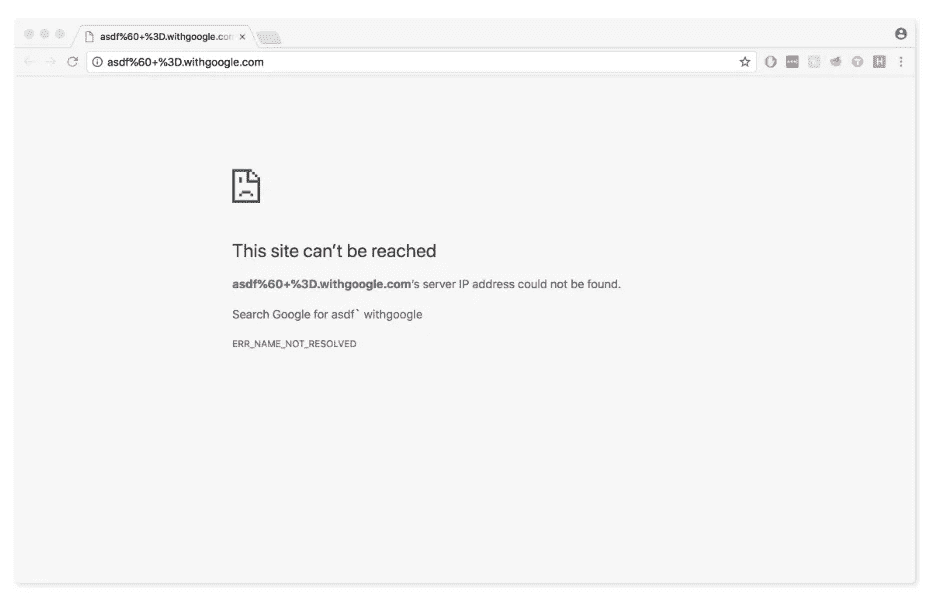 asdf%60+%3D.withgoogle.com
asdf%60+%3D.withgoogle.com
This site can’t be reached
asdf%60+%3D.withgoogle.com’s server IP address could not be found.
Search Google for asdf` withgoogle
ERR_NAME_NOT_RESOLVED